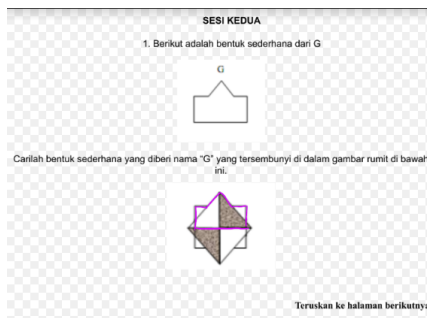 SESI KEDUA
1. Berikut adalah bentuk sederhana dari G
G
Carilah bentuk sederhana yang diberi nama “G” yang tersembunyi di dalam gambar rumit di bawah
ini.
Teruskan ke halaman berikutnya